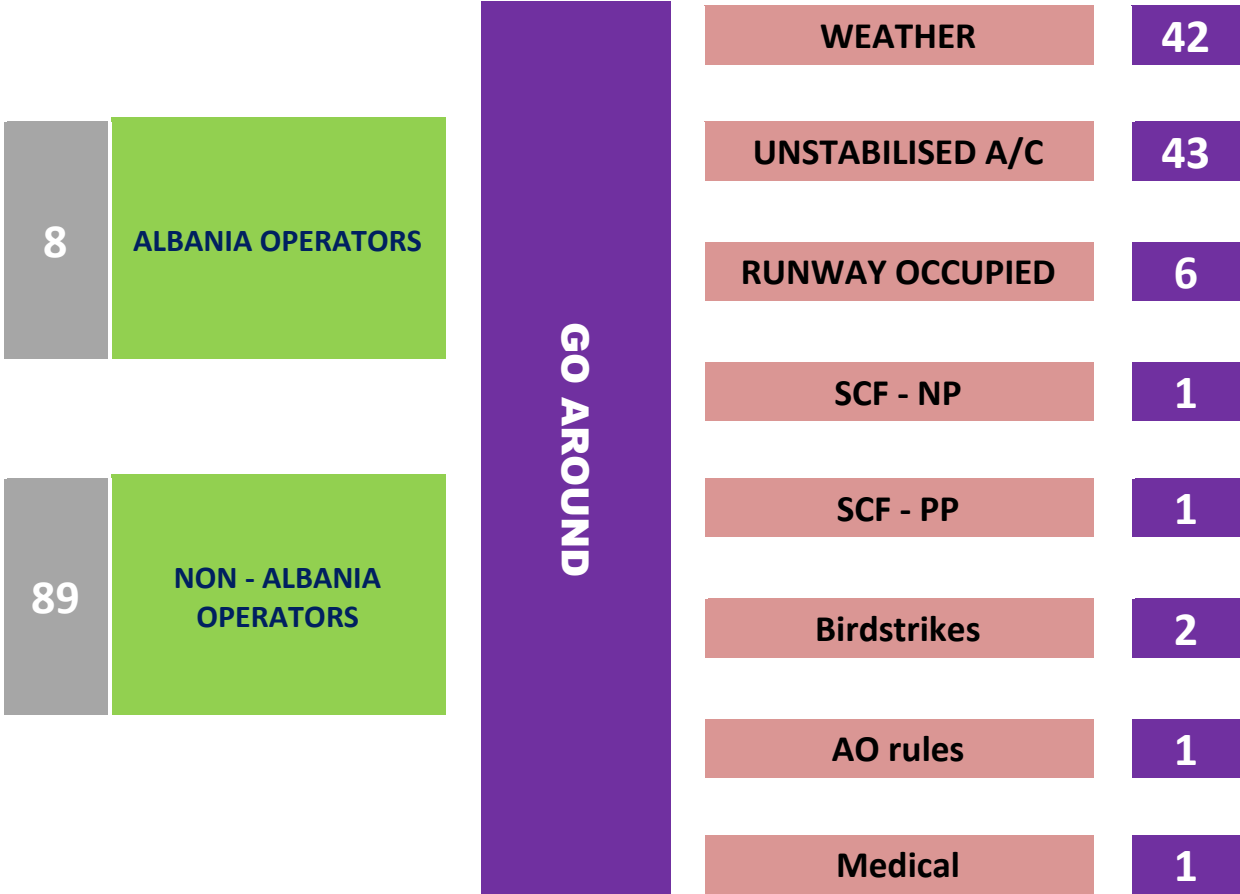 8
ALBANIA OPERATORS
89
NON - ALBANIA
OPERATORS
GO AROUND
WEATHER
42
UNSTABILISED A/C
43
RUNWAY OCCUPIED
6
SCF - NP
1
SCF - PP
1
Birdstrikes
2
AO rules
1
Medical
1